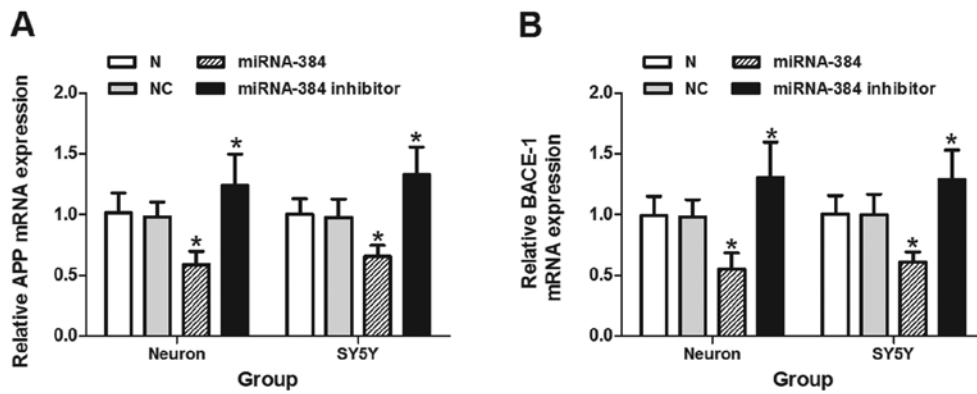 A
N
miRNA-384
NC
miRNA-384 inhibitor
Relative APP mRNA expression
2.0
1.5
1.0
0.5
0.0
*
*
*
*
Neuron
SY5Y
Group
B
N
miRNA-384
NC
miRNA-384 inhibitor
Relative BACE-1
mRNA expression
2.0
1.5
1.0
0.5
0.0
*
*
*
*
Neuron
SY5Y
Group